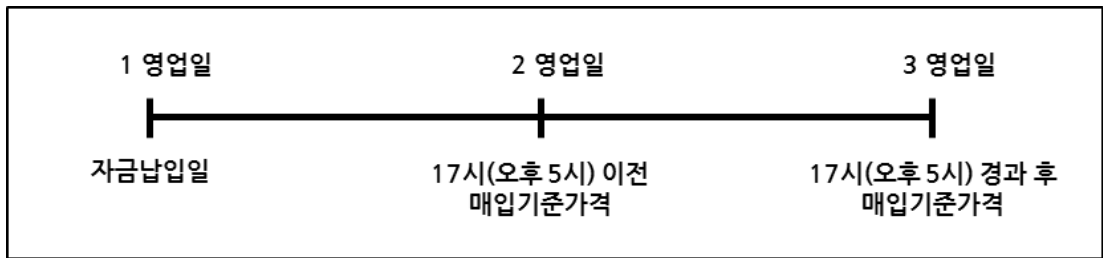 1 영업일
2 영업일
3 영업일
자금납입일
17시(오후 5시) 이전
매입기준가격
17시(오후 5시) 경과 후
매입기준가격